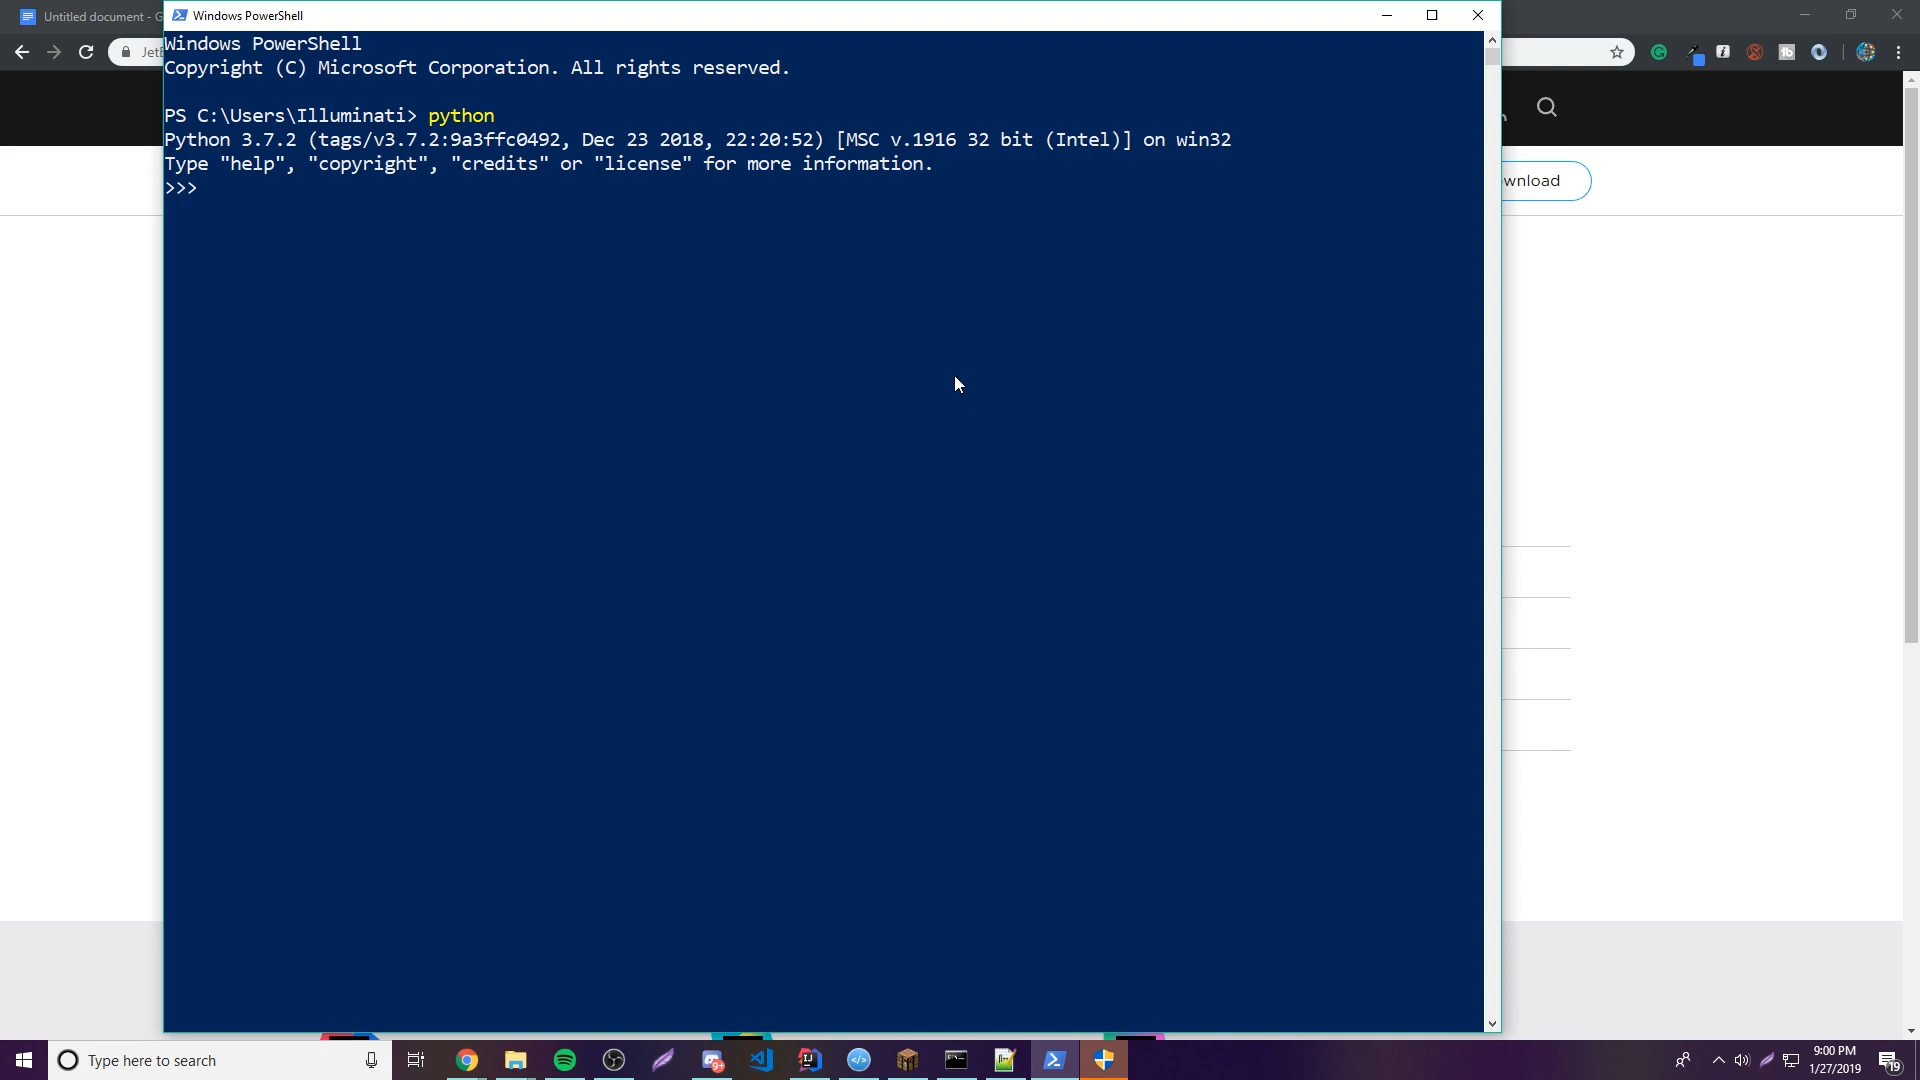 Untitled document - G
Windows PowerShell
JetB
Windows PowerShell
Copyright (C) Microsoft Corporation. All rights reserved.
PS C:\Users\Illuminati> python
Python 3.7.2 (tags/v3.7.2:9a3ffc0492, Dec 23 2018, 22:20:52) [MSC v.1916 32 bit (Intel)] on win32
Type "help", "copyright", "credits" or "license" for more information.
>>>
wnload
Type here to search
9+
9:00 PM
1/27/2019
19